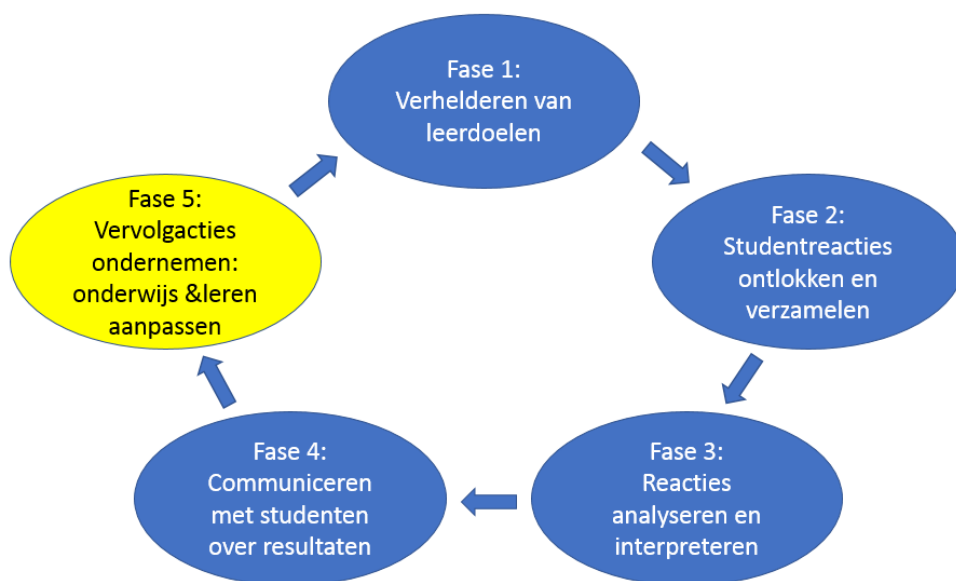 Fase 1:
Verhelderen van
leerdoelen
Fase 2:
Studentreacties
ontlokken en
verzamelen
Fase 3:
Reacties
analyseren en
interpreteren
Fase 4:
Communiceren
met studenten
over resultaten
Fase 5:
Vervolgacties
ondernemen:
onderwijs &leren
aanpassen